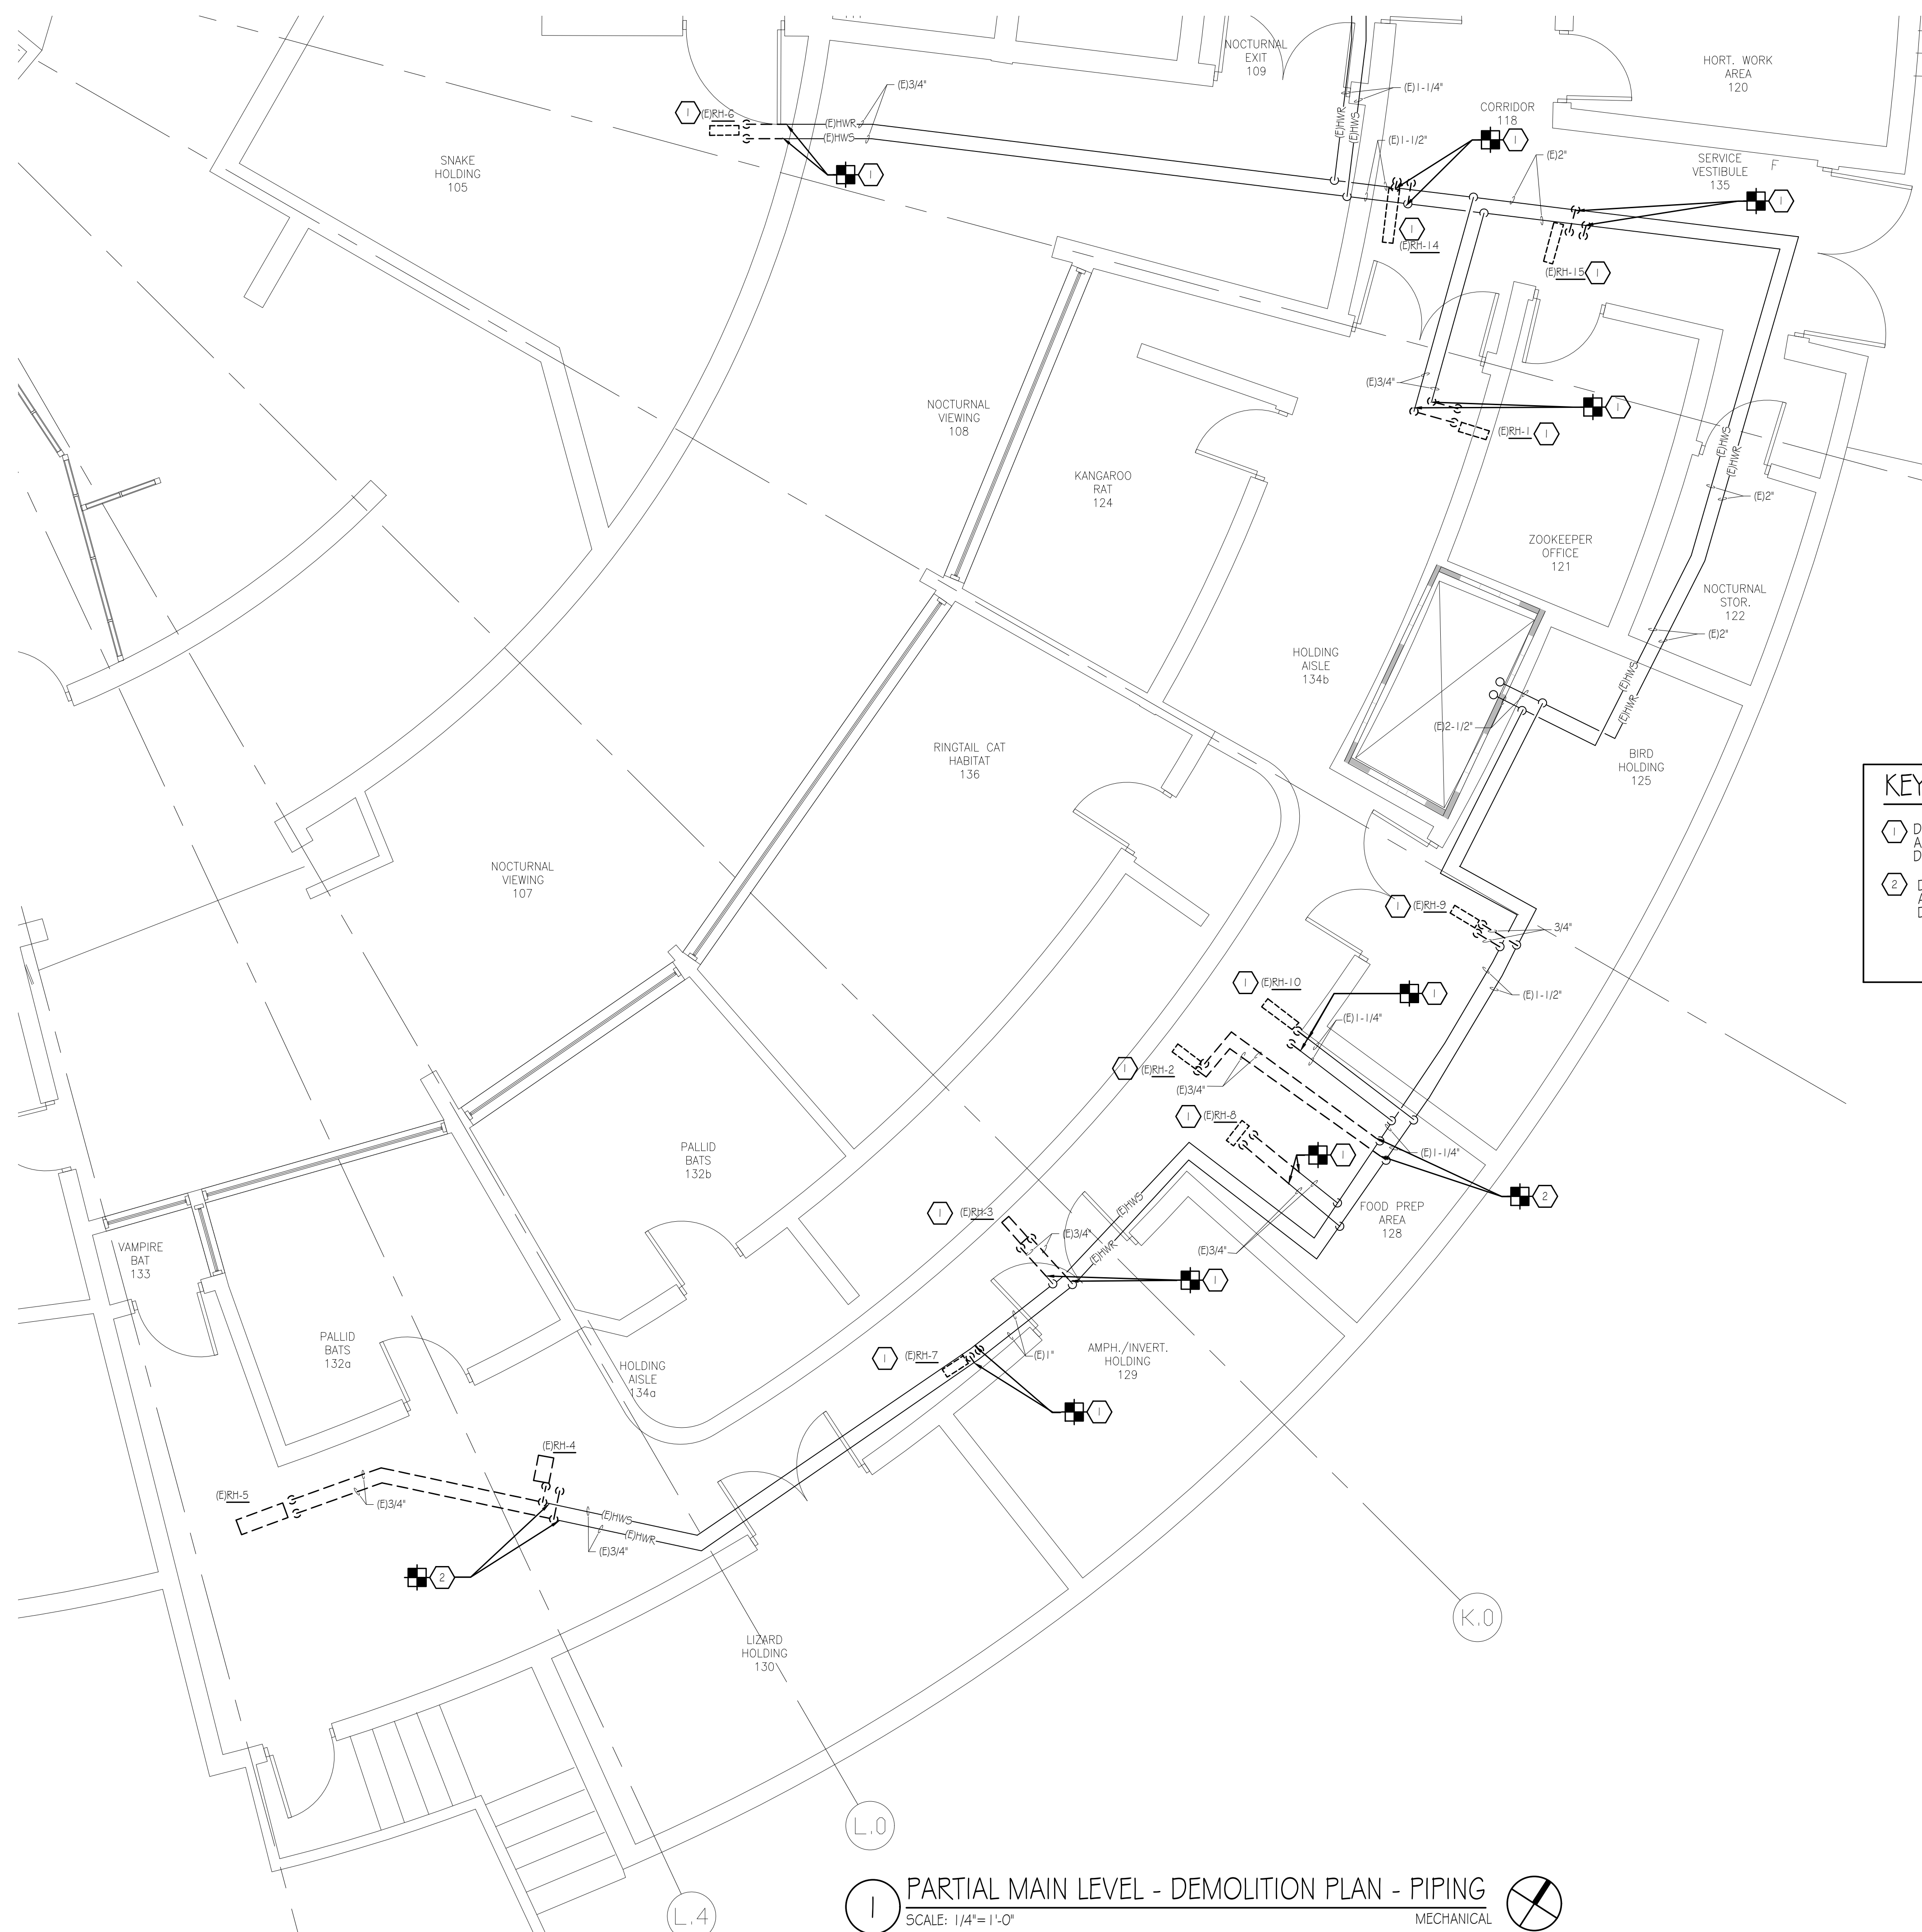 NOCTURNAL
EXIT
109
HORT. WORK
AREA
120
(E)3/4"
(E)1-1/4"
CORRIDOR
118
1
(E)RH-6
(E)HWR
(E)HWS
(E)HWR
(E)HWS
1
(E)1-1/2"
(E)2"
SERVICE
VESTIBULE
135
F
SNAKE
HOLDING
105
1
1
1
(E)RH-14
(E)RH-15
1
(E)3/4"
NOCTURNAL
VIEWING
108
1
(E)RH-1
1
(E)HWS
(E)HWR
KANGAROO
RAT
124
(E)2"
ZOOKEEPER
OFFICE
121
NOCTURNAL
STOR.
122
(E)2"
HOLDING
AISLE
134b
(E)HWS
(E)HWR
(E)2-1/2"
RINGTAIL CAT
HABITAT
136
BIRD
HOLDING
125
KEY
1
D
A
D
2
NOCTURNAL
VIEWING
107
1
(E)RH-9
3/4"
1
(E)RH-10
1
(E)1-1/2"
(E)1-1/4"
1
(E)RH-2
(E)3/4"
1
(E)RH-8
PALLID
BATS
132b
1
(E)1-1/4"
2
(E)HWS
(E)HWR
FOOD PREP
AREA
128
1
(E)RH-3
(E)3/4"
(E)3/4"
VAMPIRE
BAT
133
1
PALLID
BATS
132a
HOLDING
AISLE
134a
1
(E)RH-7
(E)1"
AMPH./INVERT.
HOLDING
129
1
(E)RH-4
(E)RH-5
(E)3/4"
(E)HWS
(E)HWR
(E)3/4"
2
LIZARD
HOLDING
130
K.0
L.0
L.4
1
PARTIAL MAIN LEVEL - DEMOLITION PLAN - PIPING
SCALE: 1/4"=1'-0"
MECHANICAL